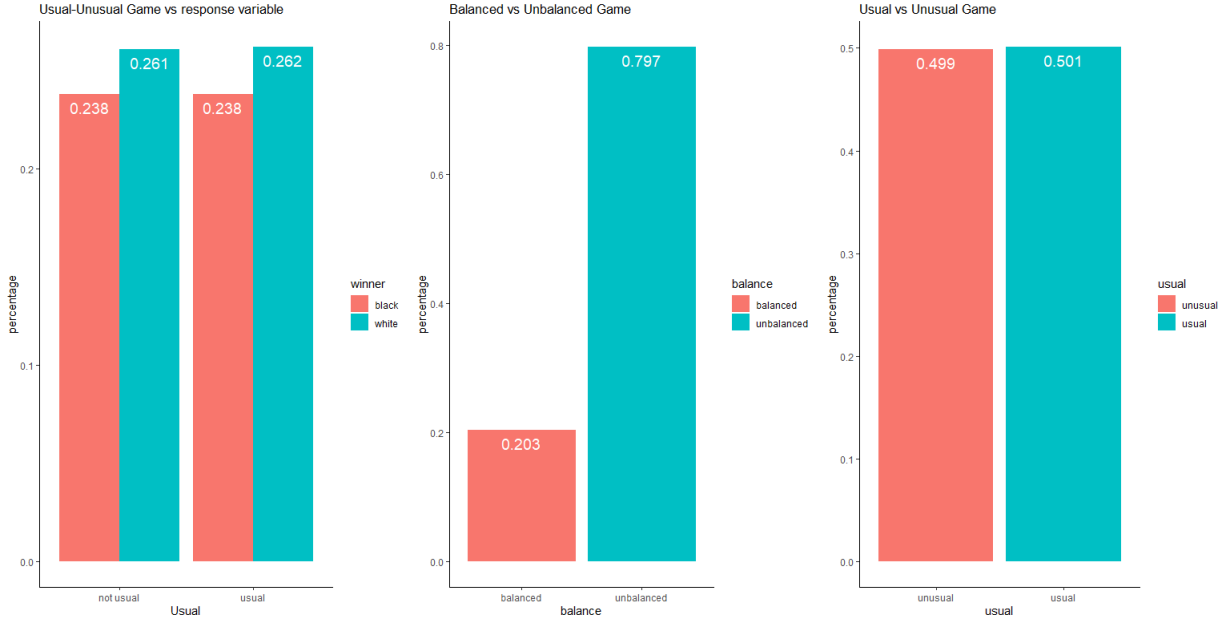 Usual-Unusual Game vs response variable
0.238
0.261
0.238
0.262
0.2
0.1
0.0
percentage
not usual
usual
Usual
winner
black
white
Balanced vs Unbalanced Game
0.8
0.797
0.6
0.4
0.2
0.203
0.0
percentage
balanced
unbalanced
balance
balance
balanced
unbalanced
Usual vs Unusual Game
0.5
0.499
0.501
0.4
0.3
0.2
0.1
0.0
percentage
unusual
usual
usual
usual
unusual
usual